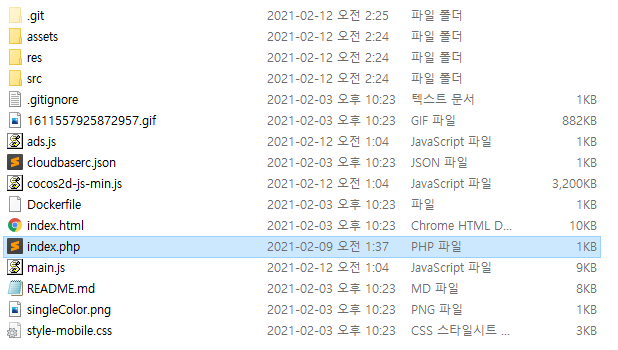 .git 2021-02-12 오전 2:25 파일 폴더
assets 2021-02-12 오전 2:24 파일 폴더
res 2021-02-12 오전 2:24 파일 폴더
src 2021-02-12 오전 2:24 파일 폴더
.gitignore 2021-02-03 오후 10:23 텍스트 문서 1KB
1611557925872957.gif 2021-02-03 오후 10:23 GIF 파일 882KB
ads.js 2021-02-12 오전 1:04 JavaScript 파일 1KB
cloudbaserc.json 2021-02-03 오후 10:23 JSON 파일 1KB
cocos2d-js-min.js 2021-02-12 오전 1:04 JavaScript 파일 3,200KB
Dockerfile 2021-02-03 오후 10:23 파일 1KB
index.html 2021-02-03 오후 10:23 Chrome HTML D... 10KB
index.php 2021-02-09 오전 1:37 PHP 파일 1KB
main.js 2021-02-12 오전 1:04 JavaScript 파일 9KB
README.md 2021-02-03 오후 10:23 MD 파일 8KB
singleColor.png 2021-02-03 오후 10:23 PNG 파일 1KB
style-mobile.css 2021-02-03 오후 10:23 CSS 스타일시트 ... 3KB